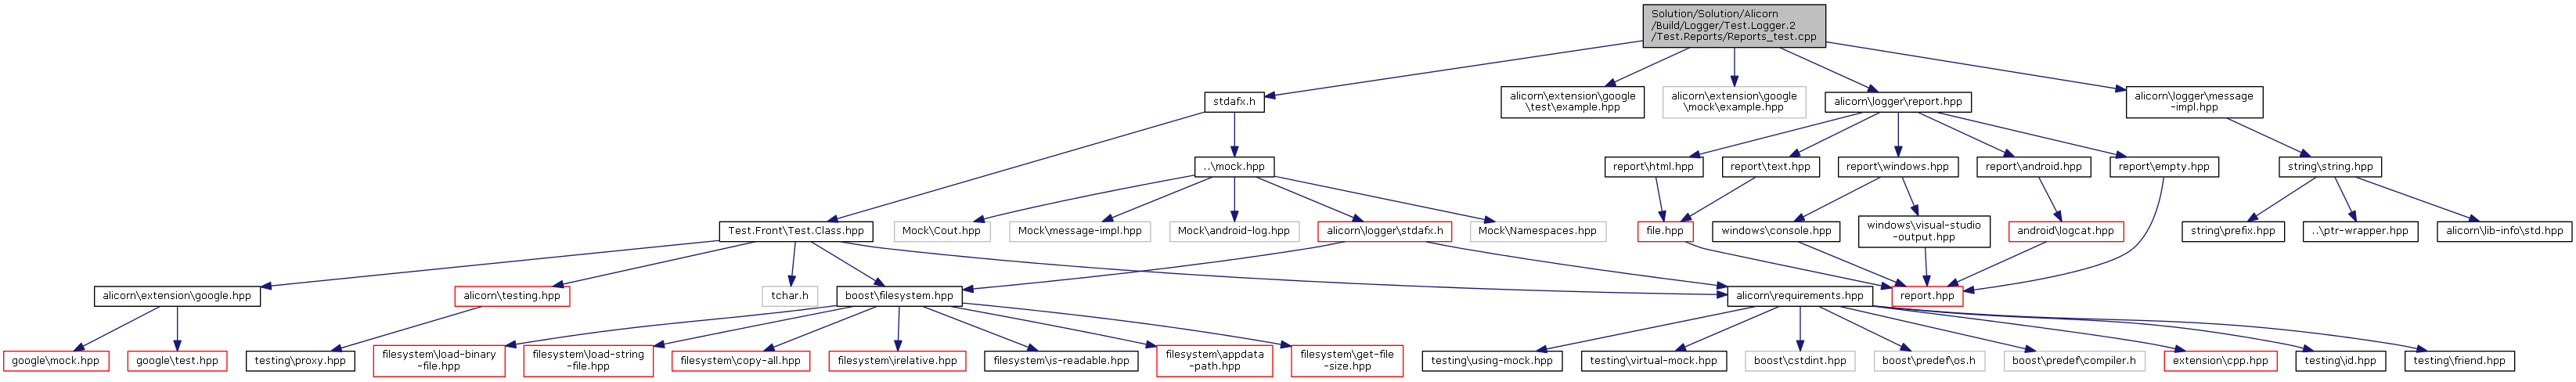 Solution/Solution/Alicorn
/Build/Logger/Test.Logger.2
/Test.Reports/Reports_test.cpp
stdafx.h
alicorn\extension\google
\test\example.hpp
alicorn\extension\google
\mock\example.hpp
alicorn\logger\report.hpp
alicorn\logger\message
-impl.hpp
..\mock.hpp
report\html.hpp
report\text.hpp
report\windows.hpp
report\android.hpp
report\empty.hpp
string\string.hpp
Test.Front\Test.Class.hpp
Mock\Cout.hpp
Mock\message-impl.hpp
Mock\android-log.hpp
alicorn\logger\stdafx.h
Mock\Namespaces.hpp
file.hpp
windows\console.hpp
windows\visual-studio
-output.hpp
android\logcat.hpp
string\prefix.hpp
..\ptr-wrapper.hpp
alicorn\lib-info\std.hpp
alicorn\extension\google.hpp
alicorn\testing.hpp
tchar.h
boost\filesystem.hpp
alicorn\requirements.hpp
report.hpp
google\mock.hpp
google\test.hpp
testing\proxy.hpp
filesystem\load-binary
-file.hpp
filesystem\load-string
-file.hpp
filesystem\copy-all.hpp
filesystem\irelative.hpp
filesystem\is-readable.hpp
filesystem\appdata
-path.hpp
filesystem\get-file
-size.hpp
testing\using-mock.hpp
testing\virtual-mock.hpp
boost\cstdint.hpp
boost\predef\os.h
boost\predef\compiler.h
extension\cpp.hpp
testing\id.hpp
testing\friend.hpp